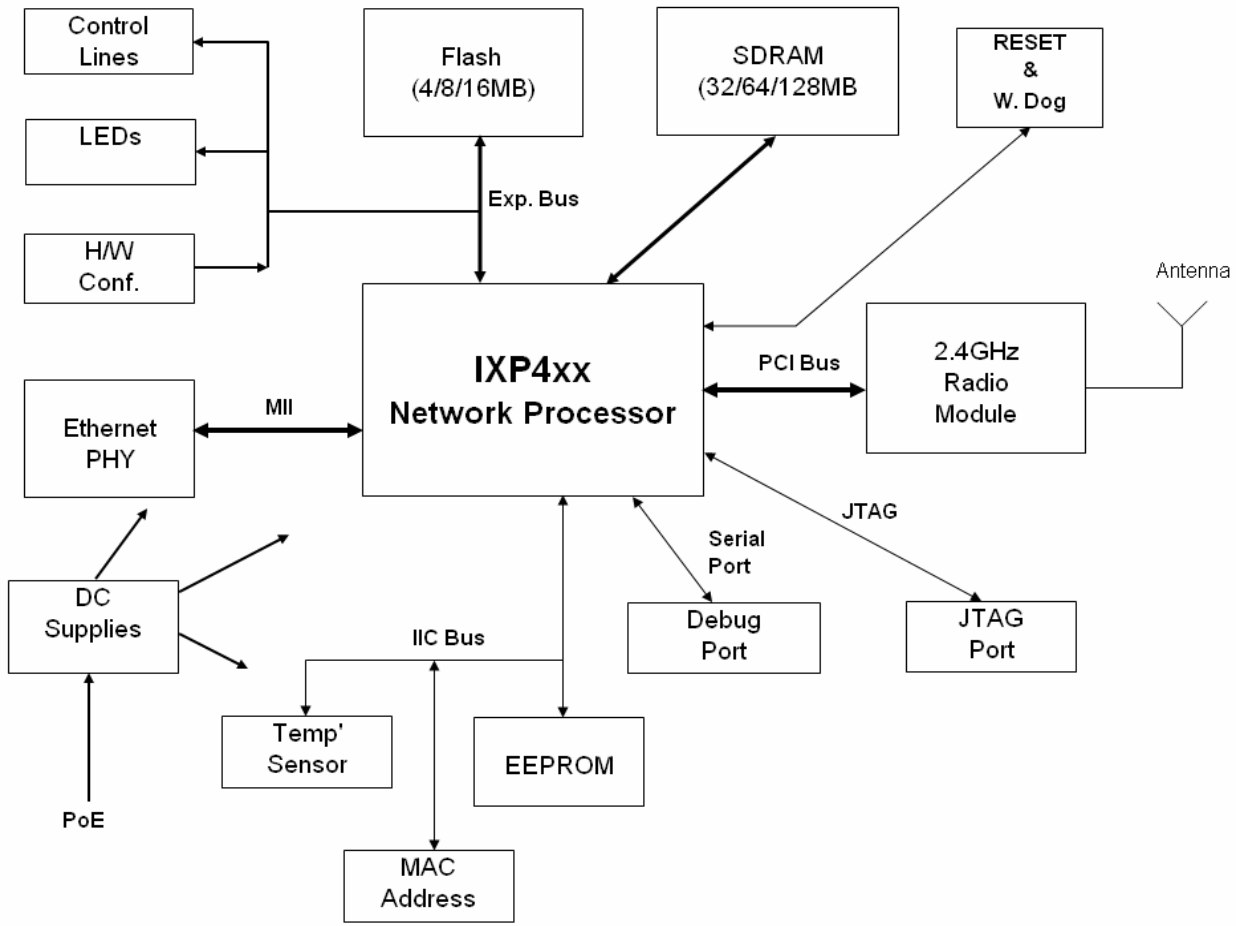 Control
Lines
Flash
(4/8/16MB)
SDRAM
(32/64/128MB
RESET
&
W. Dog
LEDs
Exp. Bus
H/W
Conf.
Antenna
IXP4xx
Network Processor
PCI Bus
2.4GHz
Radio
Module
MII
Ethernet
PHY
JTAG
Serial
Port
DC
Supplies
IIC Bus
Debug
Port
JTAG
Port
Temp'
Sensor
EEPROM
PoE
MAC
Address